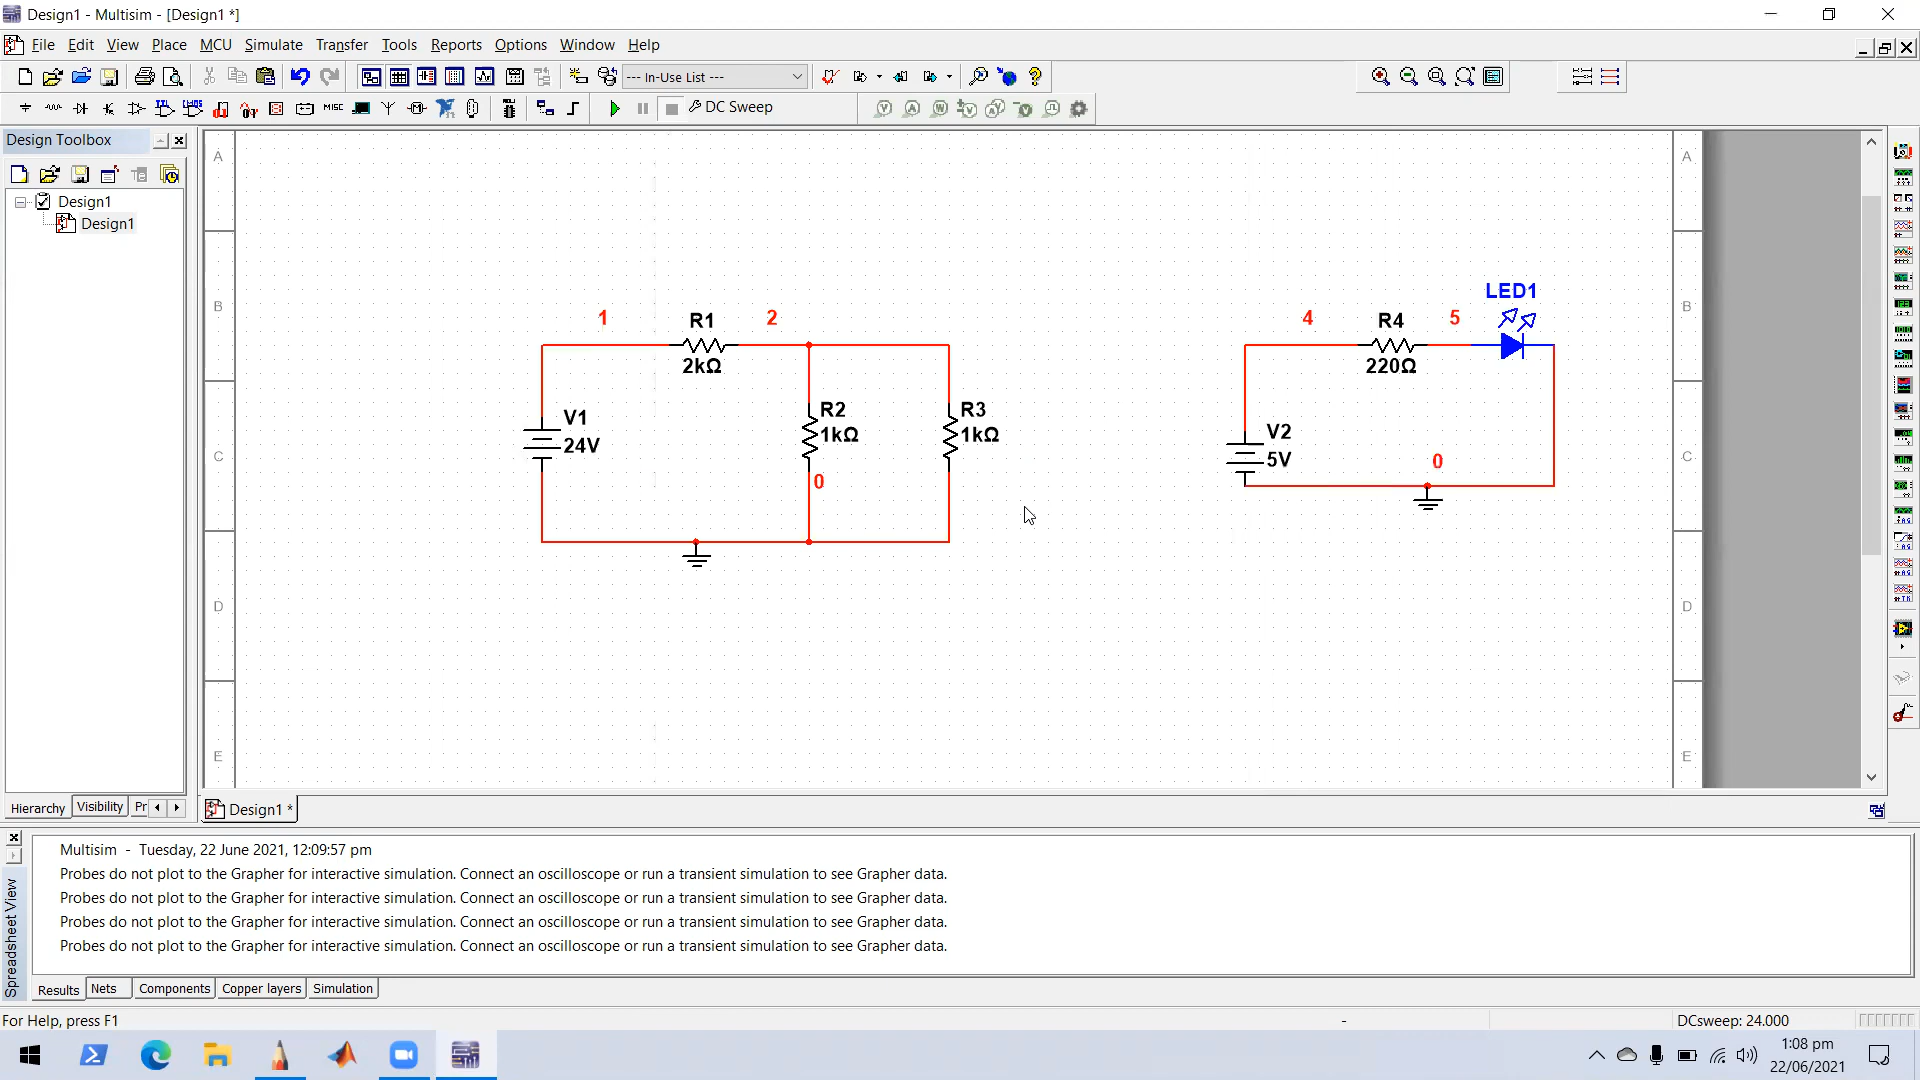 Design1 - Multisim - [Design1 *]
File Edit View Place MCU Simulate Transfer Tools Reports Options Window Help
--- In-Use List ---
MISC DC Sweep
Design Toolbox
Design1
Design1
A A
B B
C C
D D
E E
1 R1 2
2kΩ
V1
24V
R2
1kΩ
0
R3
1kΩ
LED1
4 R4 5
220Ω
V2
5V
0
Hierarchy Visibility Pr
Design1 *
Spreadsheet View
Multisim - Tuesday, 22 June 2021, 12:09:57 pm
Probes do not plot to the Grapher for interactive simulation. Connect an oscilloscope or run a transient simulation to see Grapher data.
Probes do not plot to the Grapher for interactive simulation. Connect an oscilloscope or run a transient simulation to see Grapher data.
Probes do not plot to the Grapher for interactive simulation. Connect an oscilloscope or run a transient simulation to see Grapher data.
Probes do not plot to the Grapher for interactive simulation. Connect an oscilloscope or run a transient simulation to see Grapher data.
Results Nets Components Copper layers Simulation
For Help, press F1 - DCsweep: 24.000
1:08 pm
22/06/2021